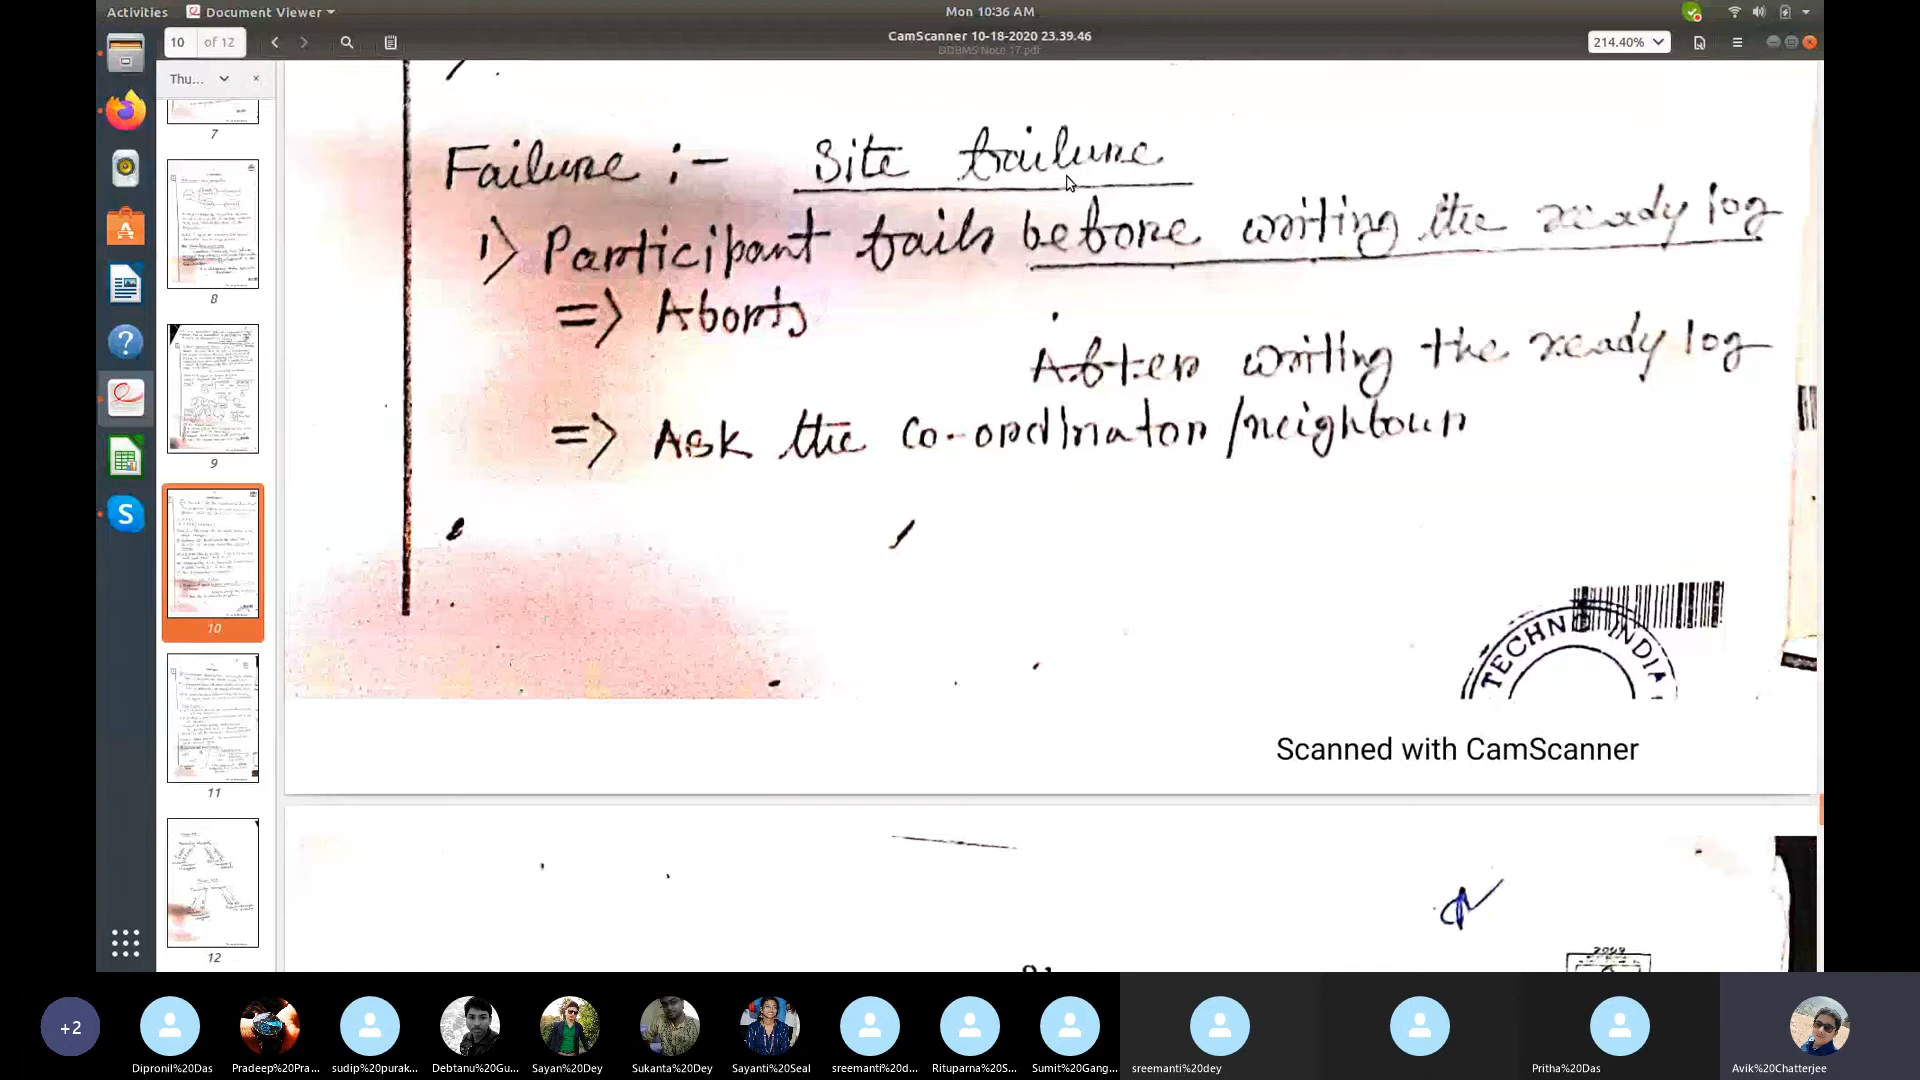 Activities
Document Viewer
Mon 10:36 AM
10 of 12
CamScanner 10-18-2020 23.39.46
DDBMS Note 17.pdf
214.40%
Thu...
7
8
9
10
11
12
Failure :- Site failure
1) Participant fails before writing the ready log
=> Aborts
After writing the ready log
=> Ask the co-ordinator/neighbour
TECHNO INDIA
Scanned with CamScanner
+2
Dipronil%20Das
Pradeep%20Pra...
sudip%20purak...
Debtanu%20Gu...
Sayan%20Dey
Sukanta%20Dey
Sayanti%20Seal
sreemanti%20d...
Rituparna%20S...
Sumit%20Gang...
sreemanti%20dey
Pritha%20Das
Avik%20Chatterjee